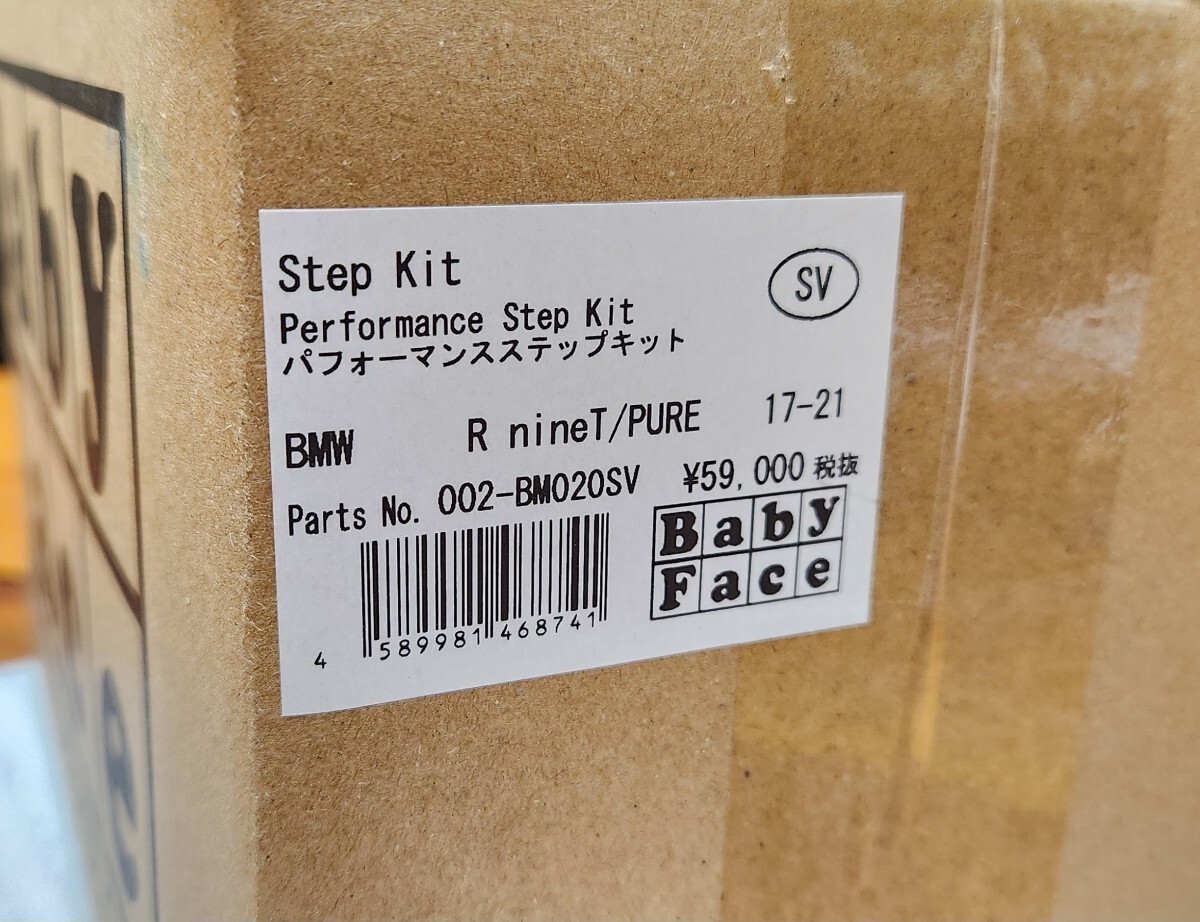 Step Kit
SV
Performance Step Kit
パフォーマンスステップキット
BMW R nineT/PURE 17-21
Parts No. 002-BM020SV ¥59,000 税抜
Baby
Face
4 589981 468741
by
e